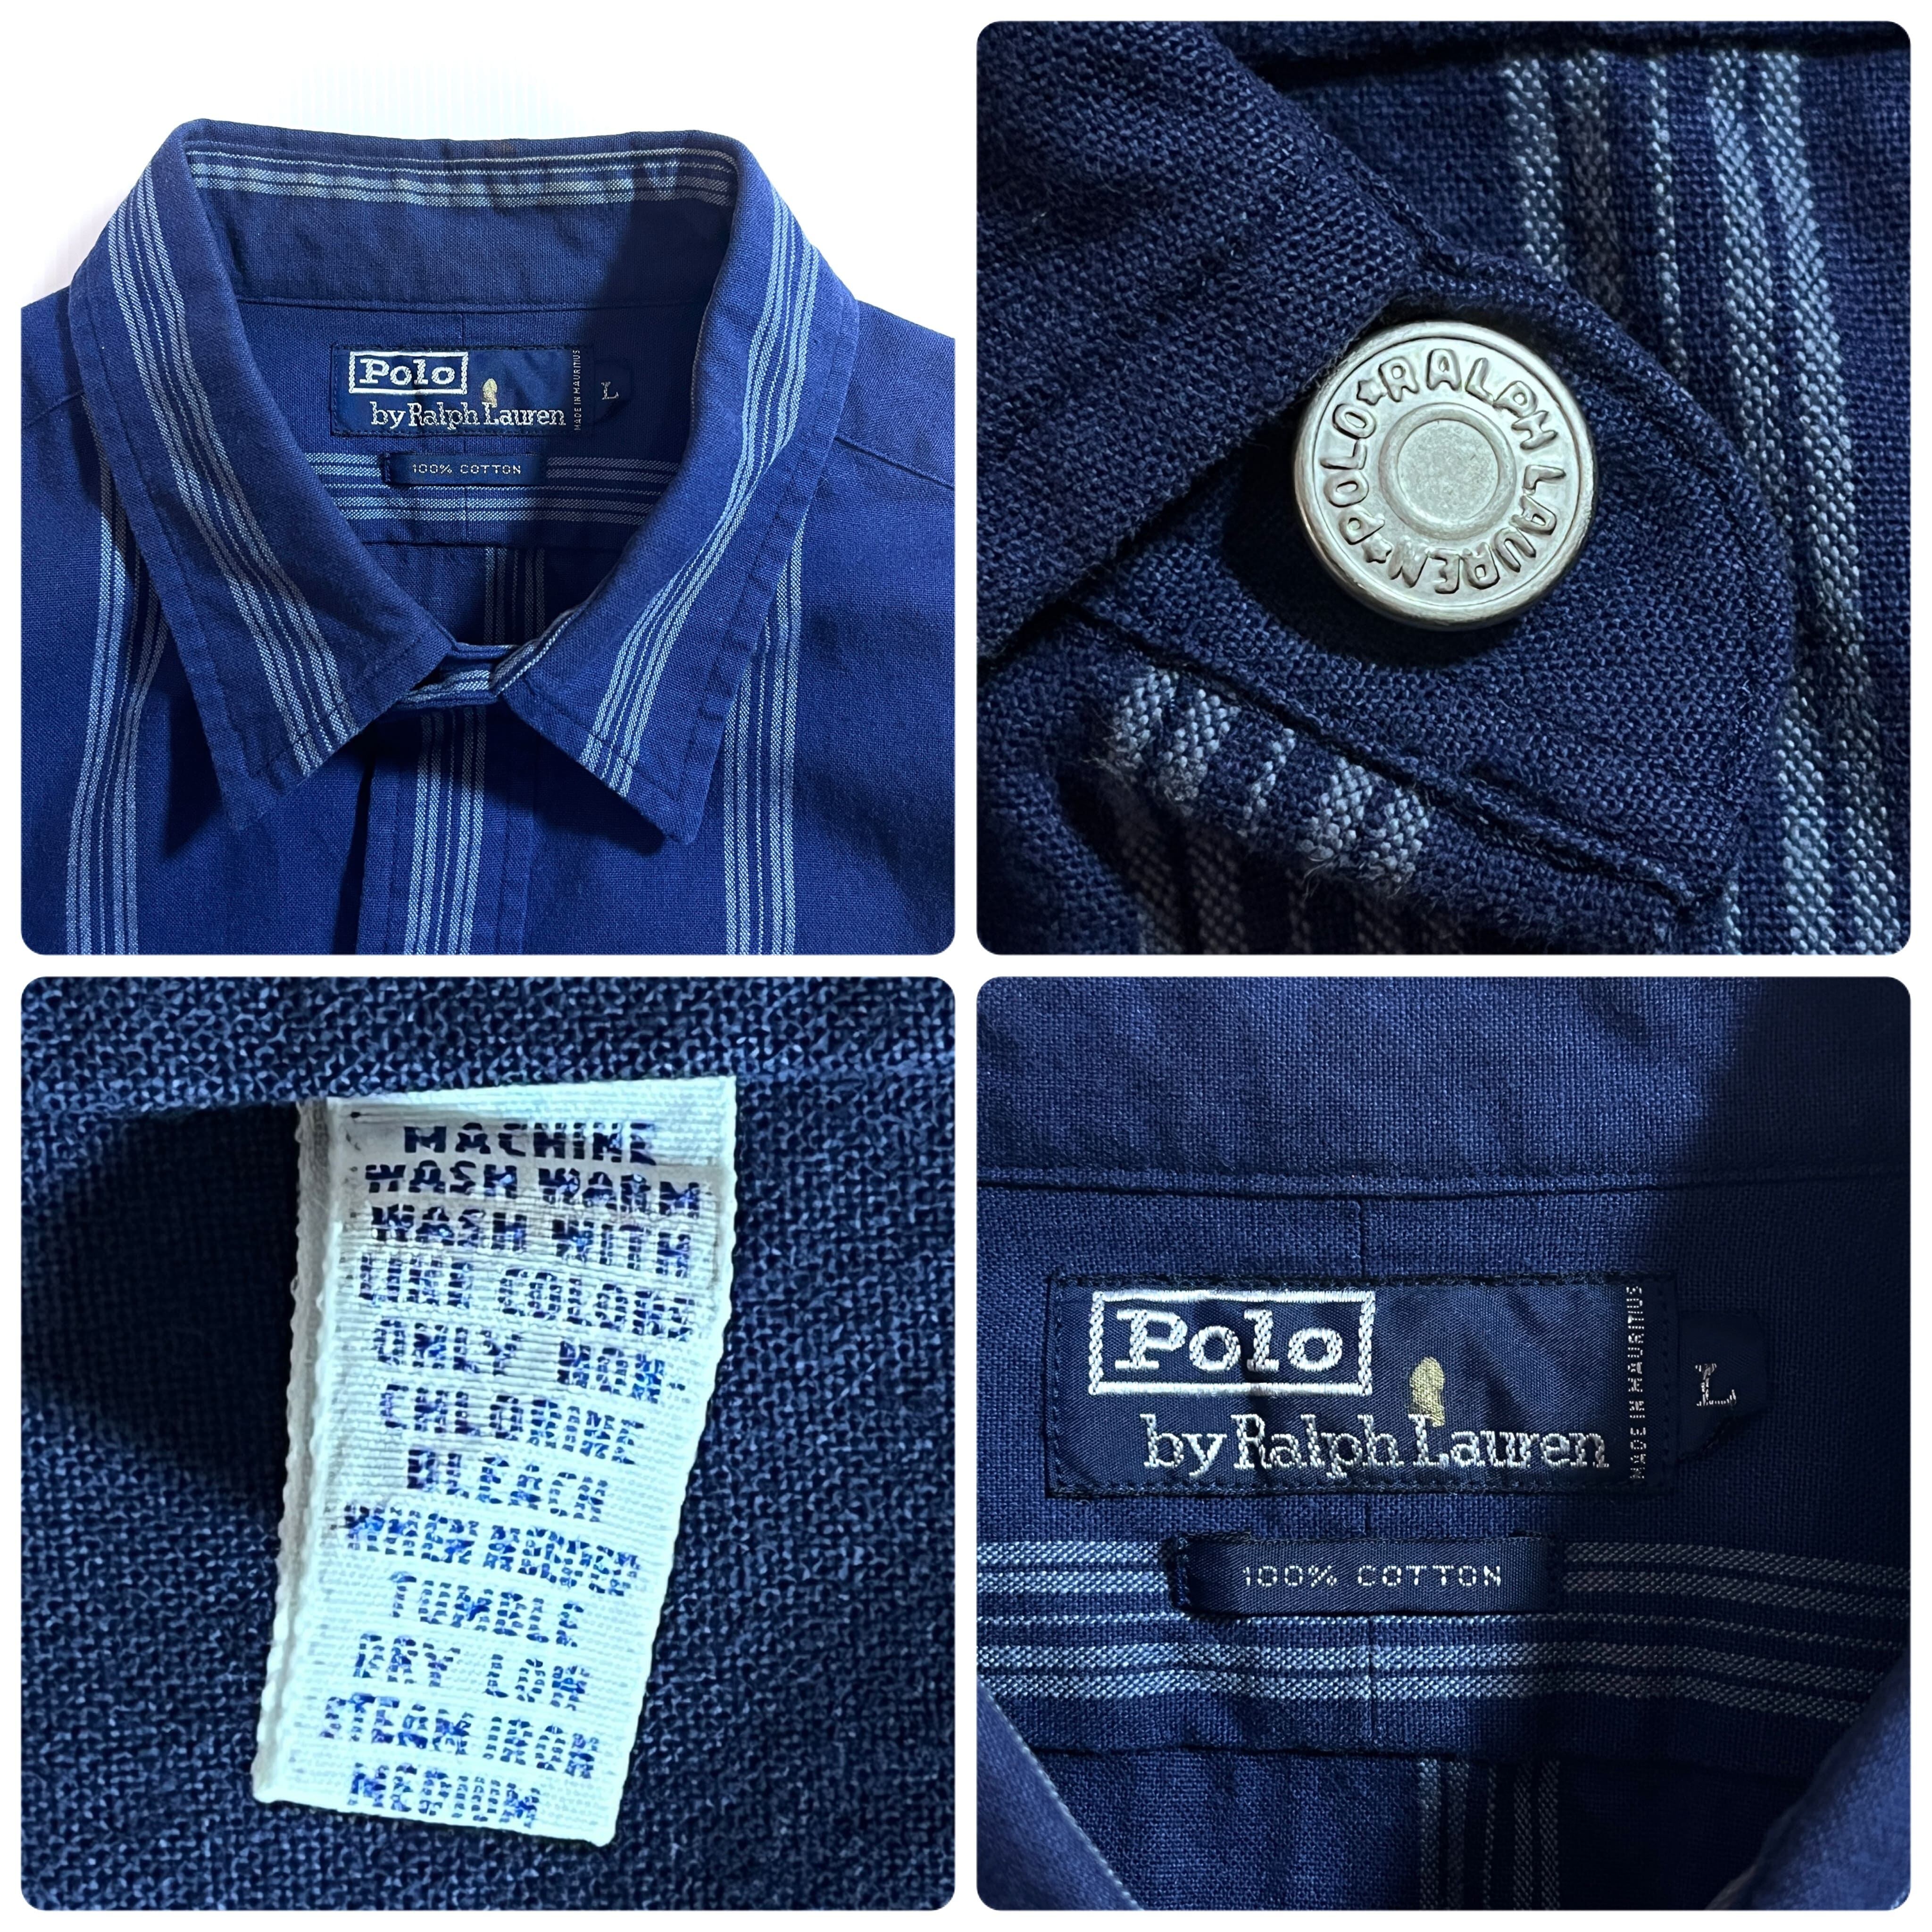 Polo
by Ralph Lauren
MADE IN MAURITIUS
L
100% COTTON
POLO ★ RALPH LAUREN ★
MACHINE
WASH WARM
WASH WITH
LIKE COLORS
ONLY NON-
CHLORINE
BLEACH
WHEN NEEDED
TUMBLE
DRY LOW
STEAM IRON
MEDIUM
Polo
by Ralph Lauren
MADE IN MAURITIUS
L
100% COTTON